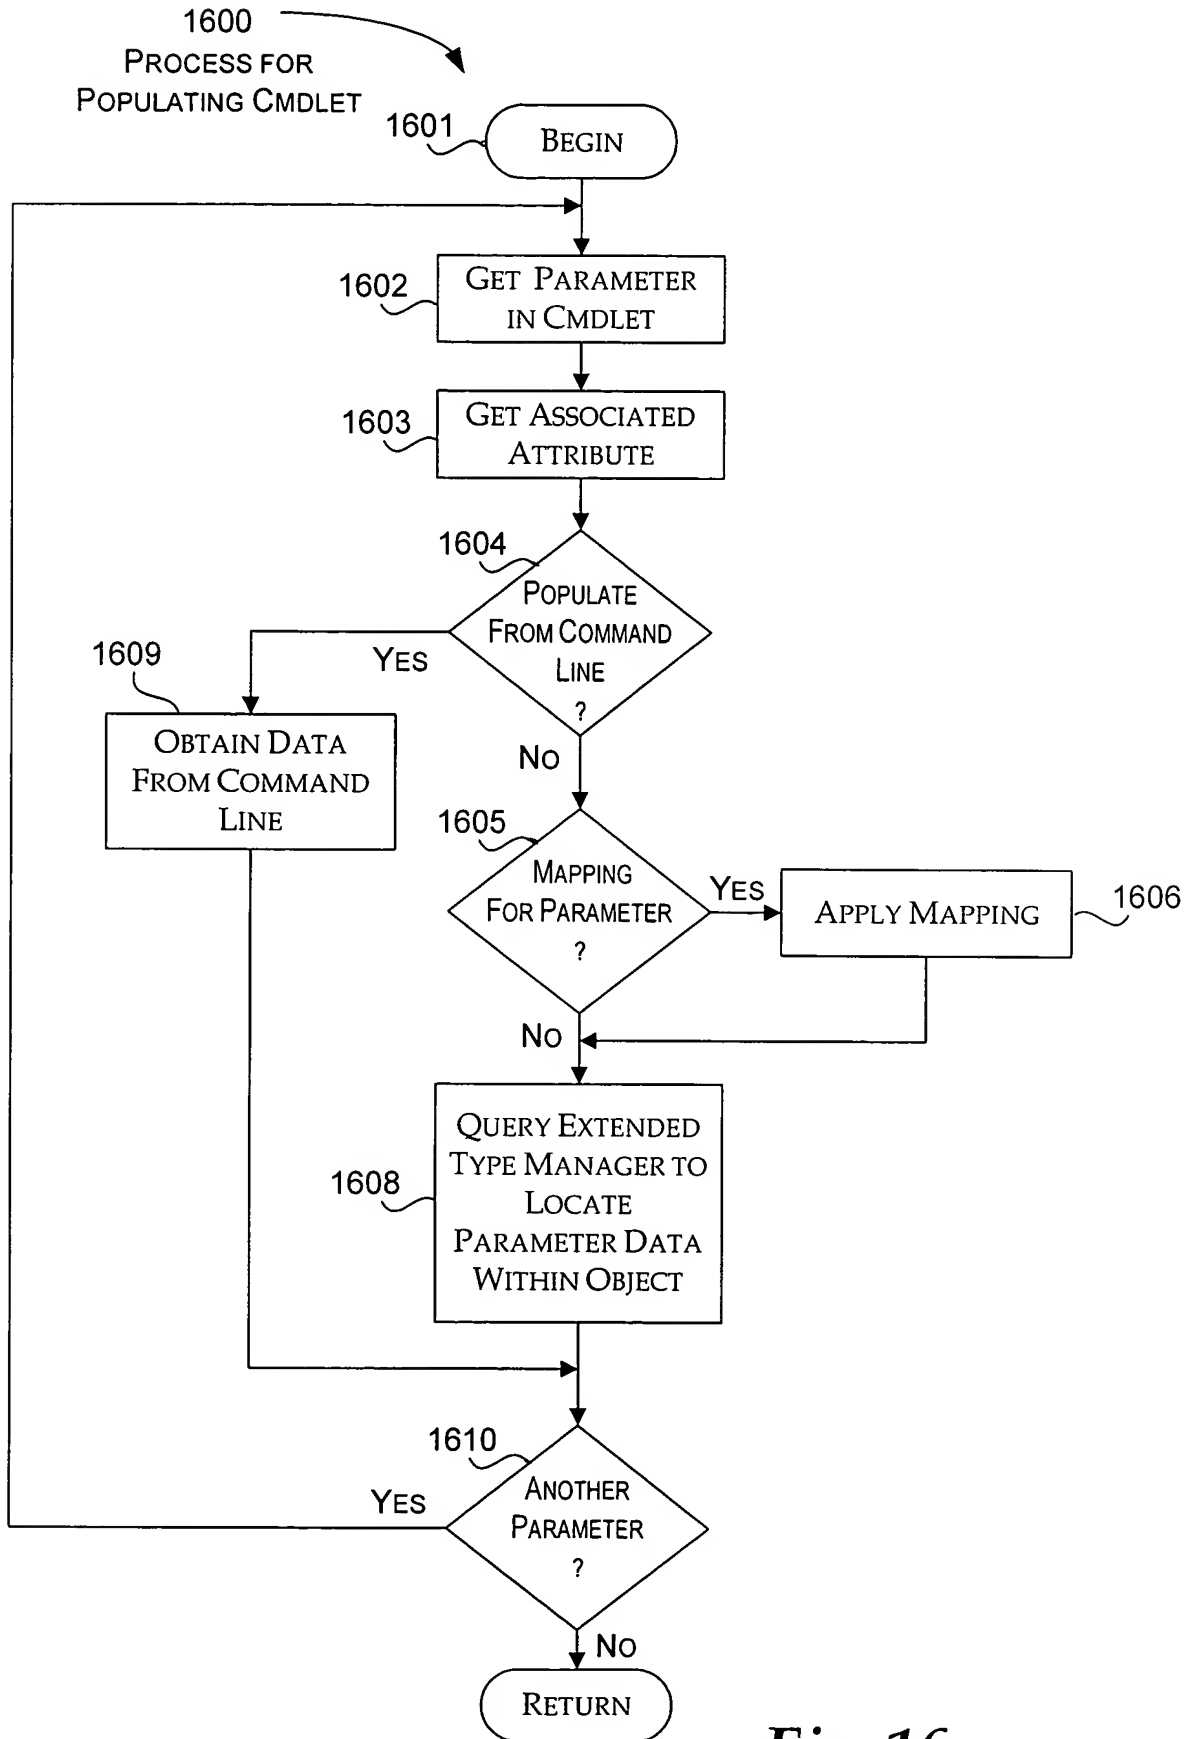 1600
PROCESS FOR
POPULATING CMDLET
1601
BEGIN
1602
GET PARAMETER
IN CMDLET
1603
GET ASSOCIATED
ATTRIBUTE
1604
POPULATE
FROM COMMAND
LINE
?
YES
1609
OBTAIN DATA
FROM COMMAND
LINE
NO
1605
MAPPING
FOR PARAMETER
?
YES
APPLY MAPPING
1606
NO
1608
QUERY EXTENDED
TYPE MANAGER TO
LOCATE
PARAMETER DATA
WITHIN OBJECT
1610
ANOTHER
PARAMETER
?
YES
NO
RETURN
Fig. 16